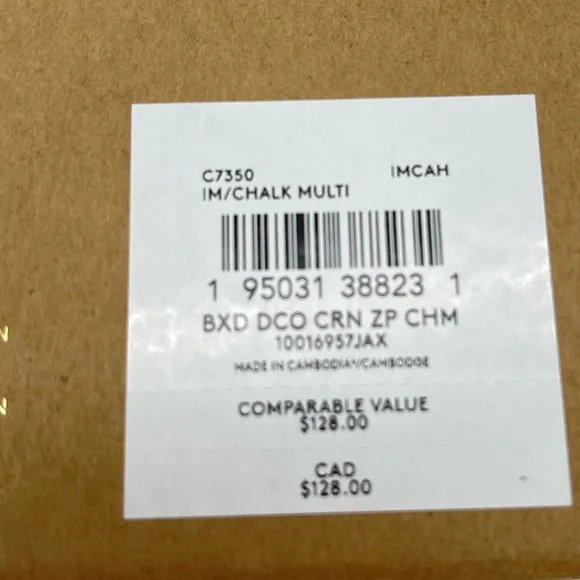 C7350 IMCAH
IM/CHALK MULTI
1 95031 38823 1
BXD DCO CRN ZP CHM
10016957JAX
MADE IN CAMBODIA*/CAMBODGE
COMPARABLE VALUE
$128.00
CAD
$128.00
N
N